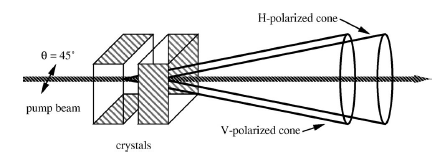 H-polarized cone
θ = 45°
pump beam
V-polarized cone
crystals